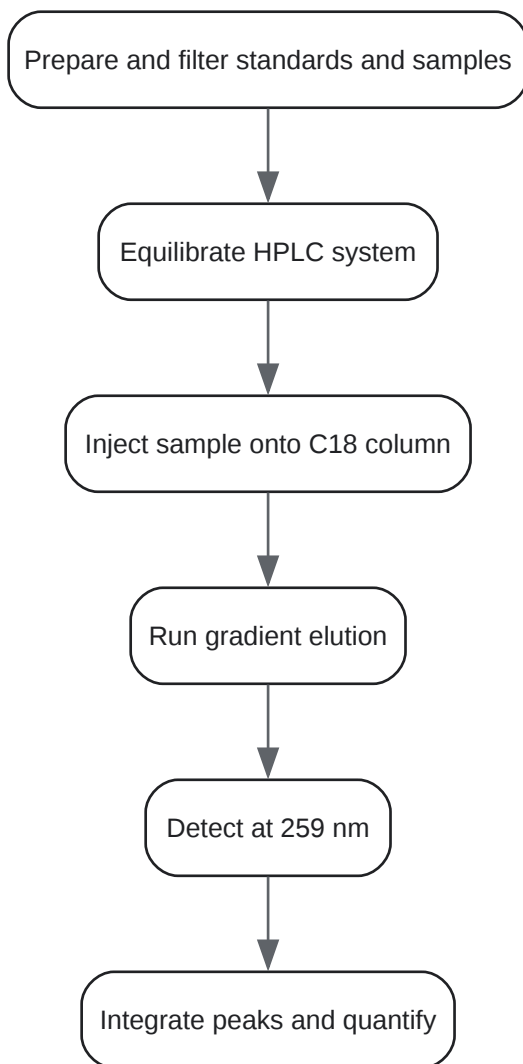 Prepare and filter standards and samples
Equilibrate HPLC system
Inject sample onto C18 column
Run gradient elution
Detect at 259 nm
Integrate peaks and quantify